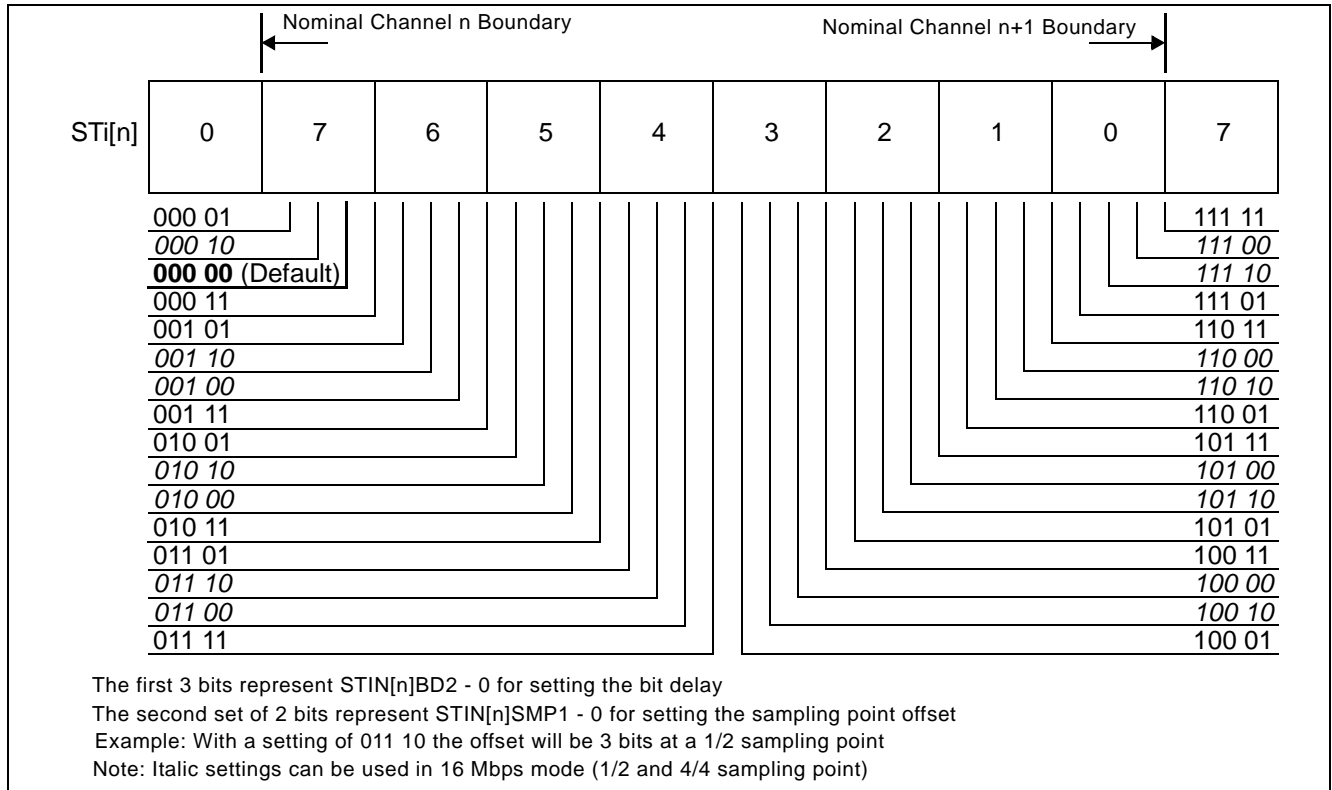 Nominal Channel n Boundary
Nominal Channel n+1 Boundary
STi[n] 0 7 6 5 4 3 2 1 0 7
000 01 111 11
000 10 111 00
000 00 (Default) 111 10
000 11 111 01
001 01 110 11
001 10 110 00
001 00 110 10
001 11 110 01
010 01 101 11
010 10 101 00
010 00 101 10
010 11 101 01
011 01 100 11
011 10 100 00
011 00 100 10
011 11 100 01
The first 3 bits represent STIN[n]BD2 - 0 for setting the bit delay
The second set of 2 bits represent STIN[n]SMP1 - 0 for setting the sampling point offset
Example: With a setting of 011 10 the offset will be 3 bits at a 1/2 sampling point
Note: Italic settings can be used in 16 Mbps mode (1/2 and 4/4 sampling point)